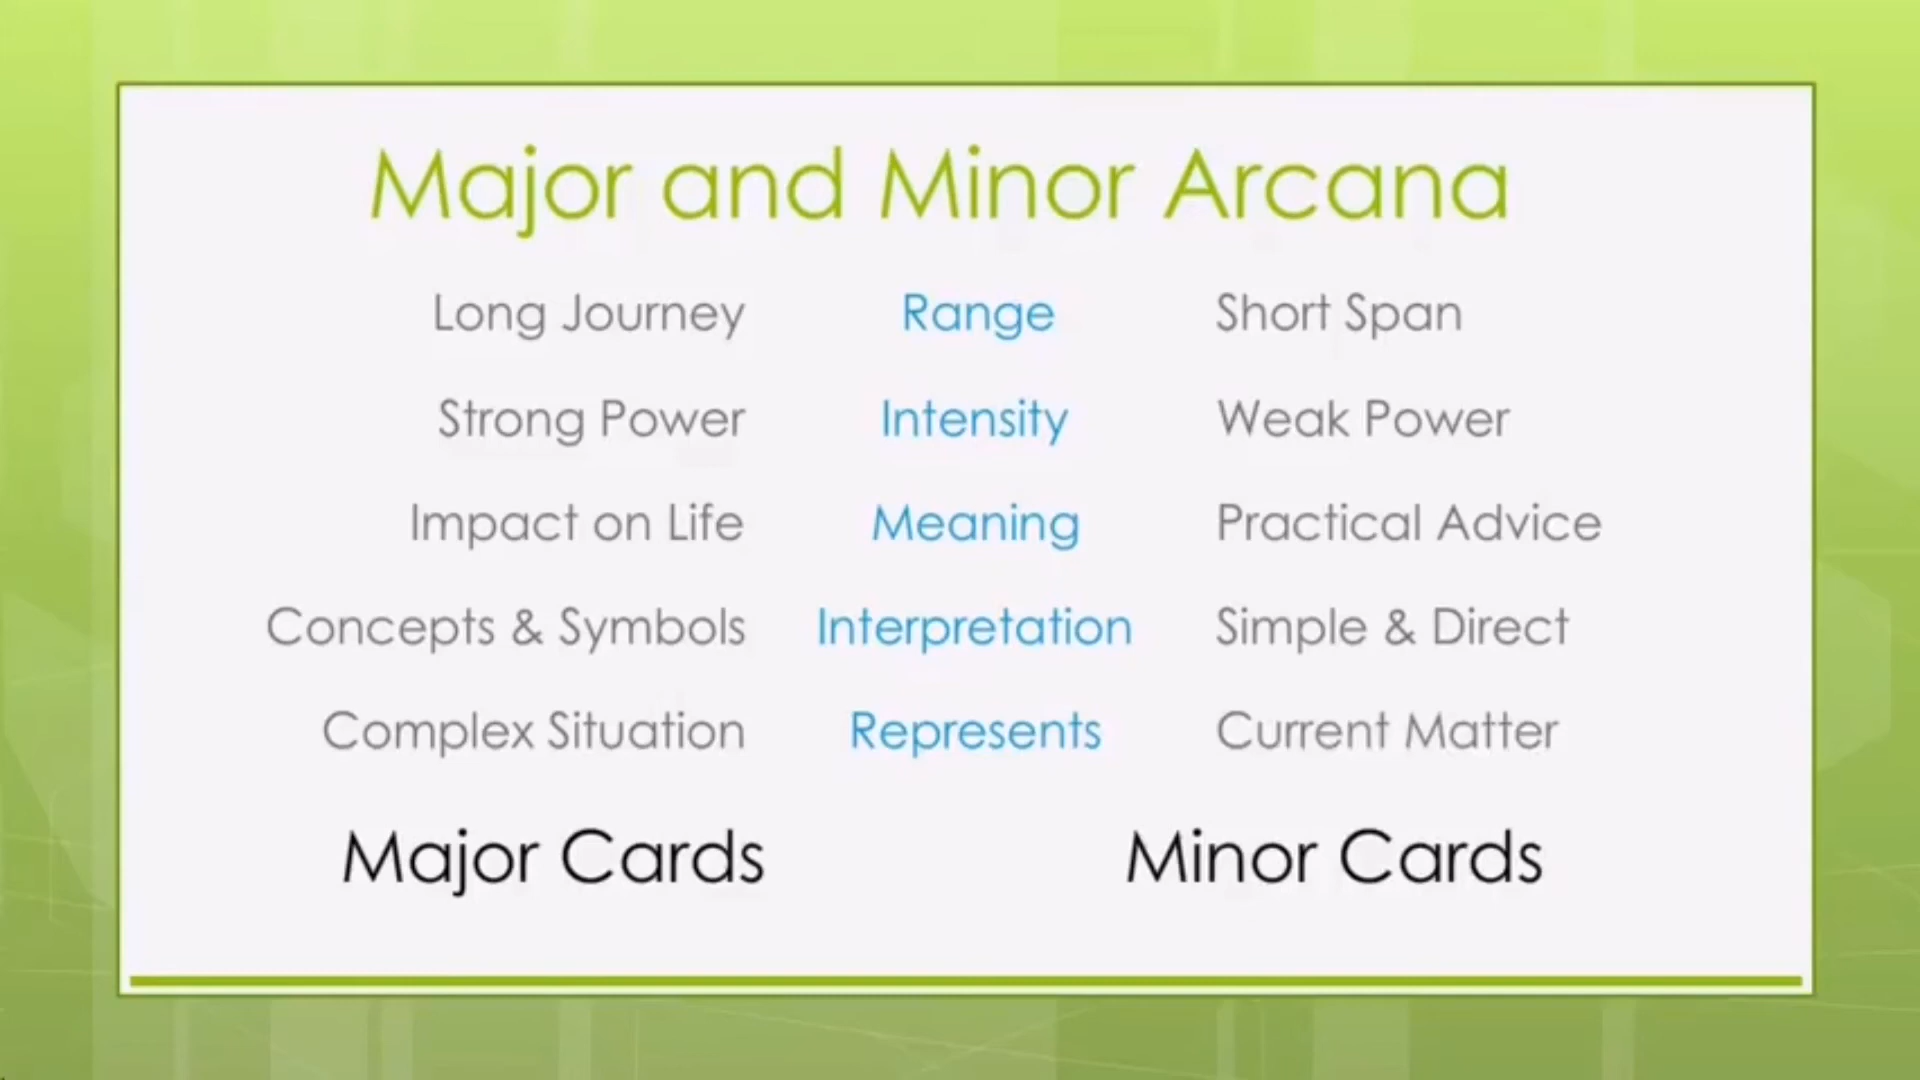 Major and Minor Arcana
Long Journey Range Short Span
Strong Power Intensity Weak Power
Impact on Life Meaning Practical Advice
Concepts & Symbols Interpretation Simple & Direct
Complex Situation Represents Current Matter
Major Cards Minor Cards